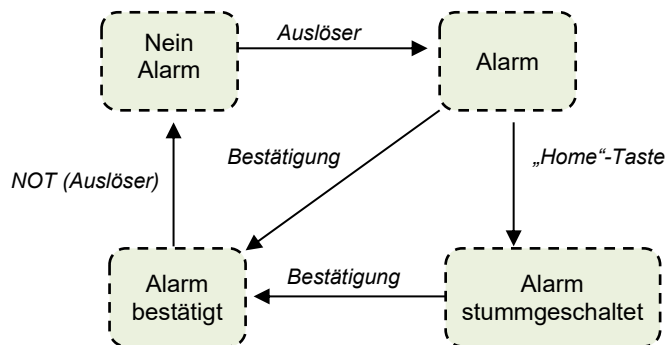 Nein
Alarm
Auslöser
Alarm
NOT (Auslöser)
Bestätigung
„Home“-Taste
Alarm
bestätigt
Bestätigung
Alarm
stummgeschaltet